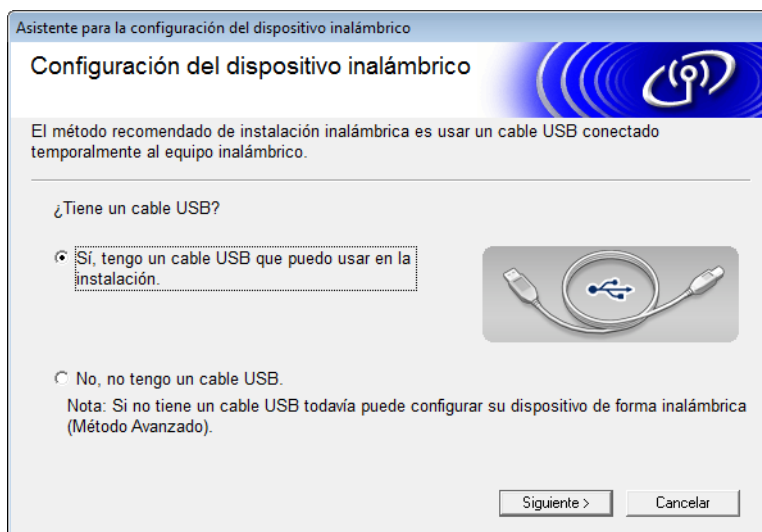 Asistente para la configuración del dispositivo inalámbrico
Configuración del dispositivo inalámbrico
El método recomendado de instalación inalámbrica es usar un cable USB conectado
temporalmente al equipo inalámbrico.
¿Tiene un cable USB?
Sí, tengo un cable USB que puedo usar en la
instalación.
No, no tengo un cable USB.
Nota: Si no tiene un cable USB todavía puede configurar su dispositivo de forma inalámbrica
(Método Avanzado).
Siguiente >
Cancelar